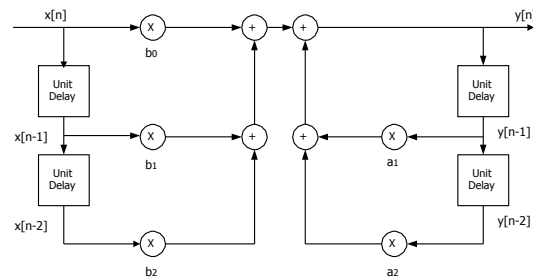 x[n]
y[n]
X
+
+
b0
Unit
Delay
Unit
Delay
x[n-1]
X
+
+
X
y[n-1]
b1
a1
Unit
Delay
Unit
Delay
x[n-2]
y[n-2]
X
X
b2
a2